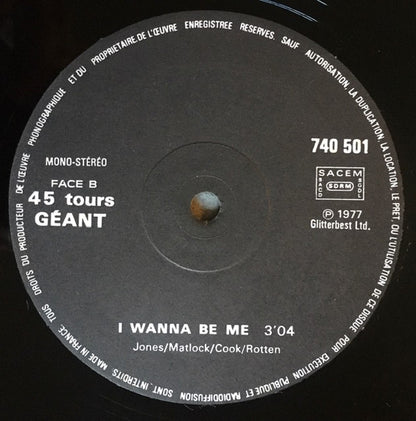 TOUS DROITS DU PRODUCTEUR DE L'ŒUVRE PHONOGRAPHIQUE ET DU PROPRIETAIRE.DE L'ŒUVRE ENREGISTREE RESERVES. SAUF AUTORISATION, LA DUPLICATION, LA LOCATION, LE PRET, OU L'UTILISATION DE CE DISQUE POUR EXECUTION PUBLIQUE ET RADIODIFFUSION SONT.INTERDITS MADE IN FRANCE.
740 501
MONO-STÉRÉO
FACE B
45 tours
GÉANT
SACEM
SACD
SDRM
SGDL
℗ 1977
Glitterbest Ltd.
I WANNA BE ME 3'04
Jones/Matlock/Cook/Rotten